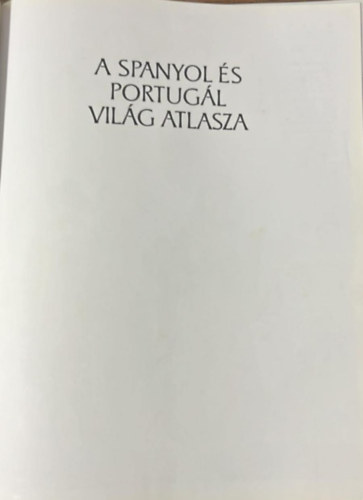 A SPANYOL ÉS
PORTUGÁL
VILÁG ATLASZA